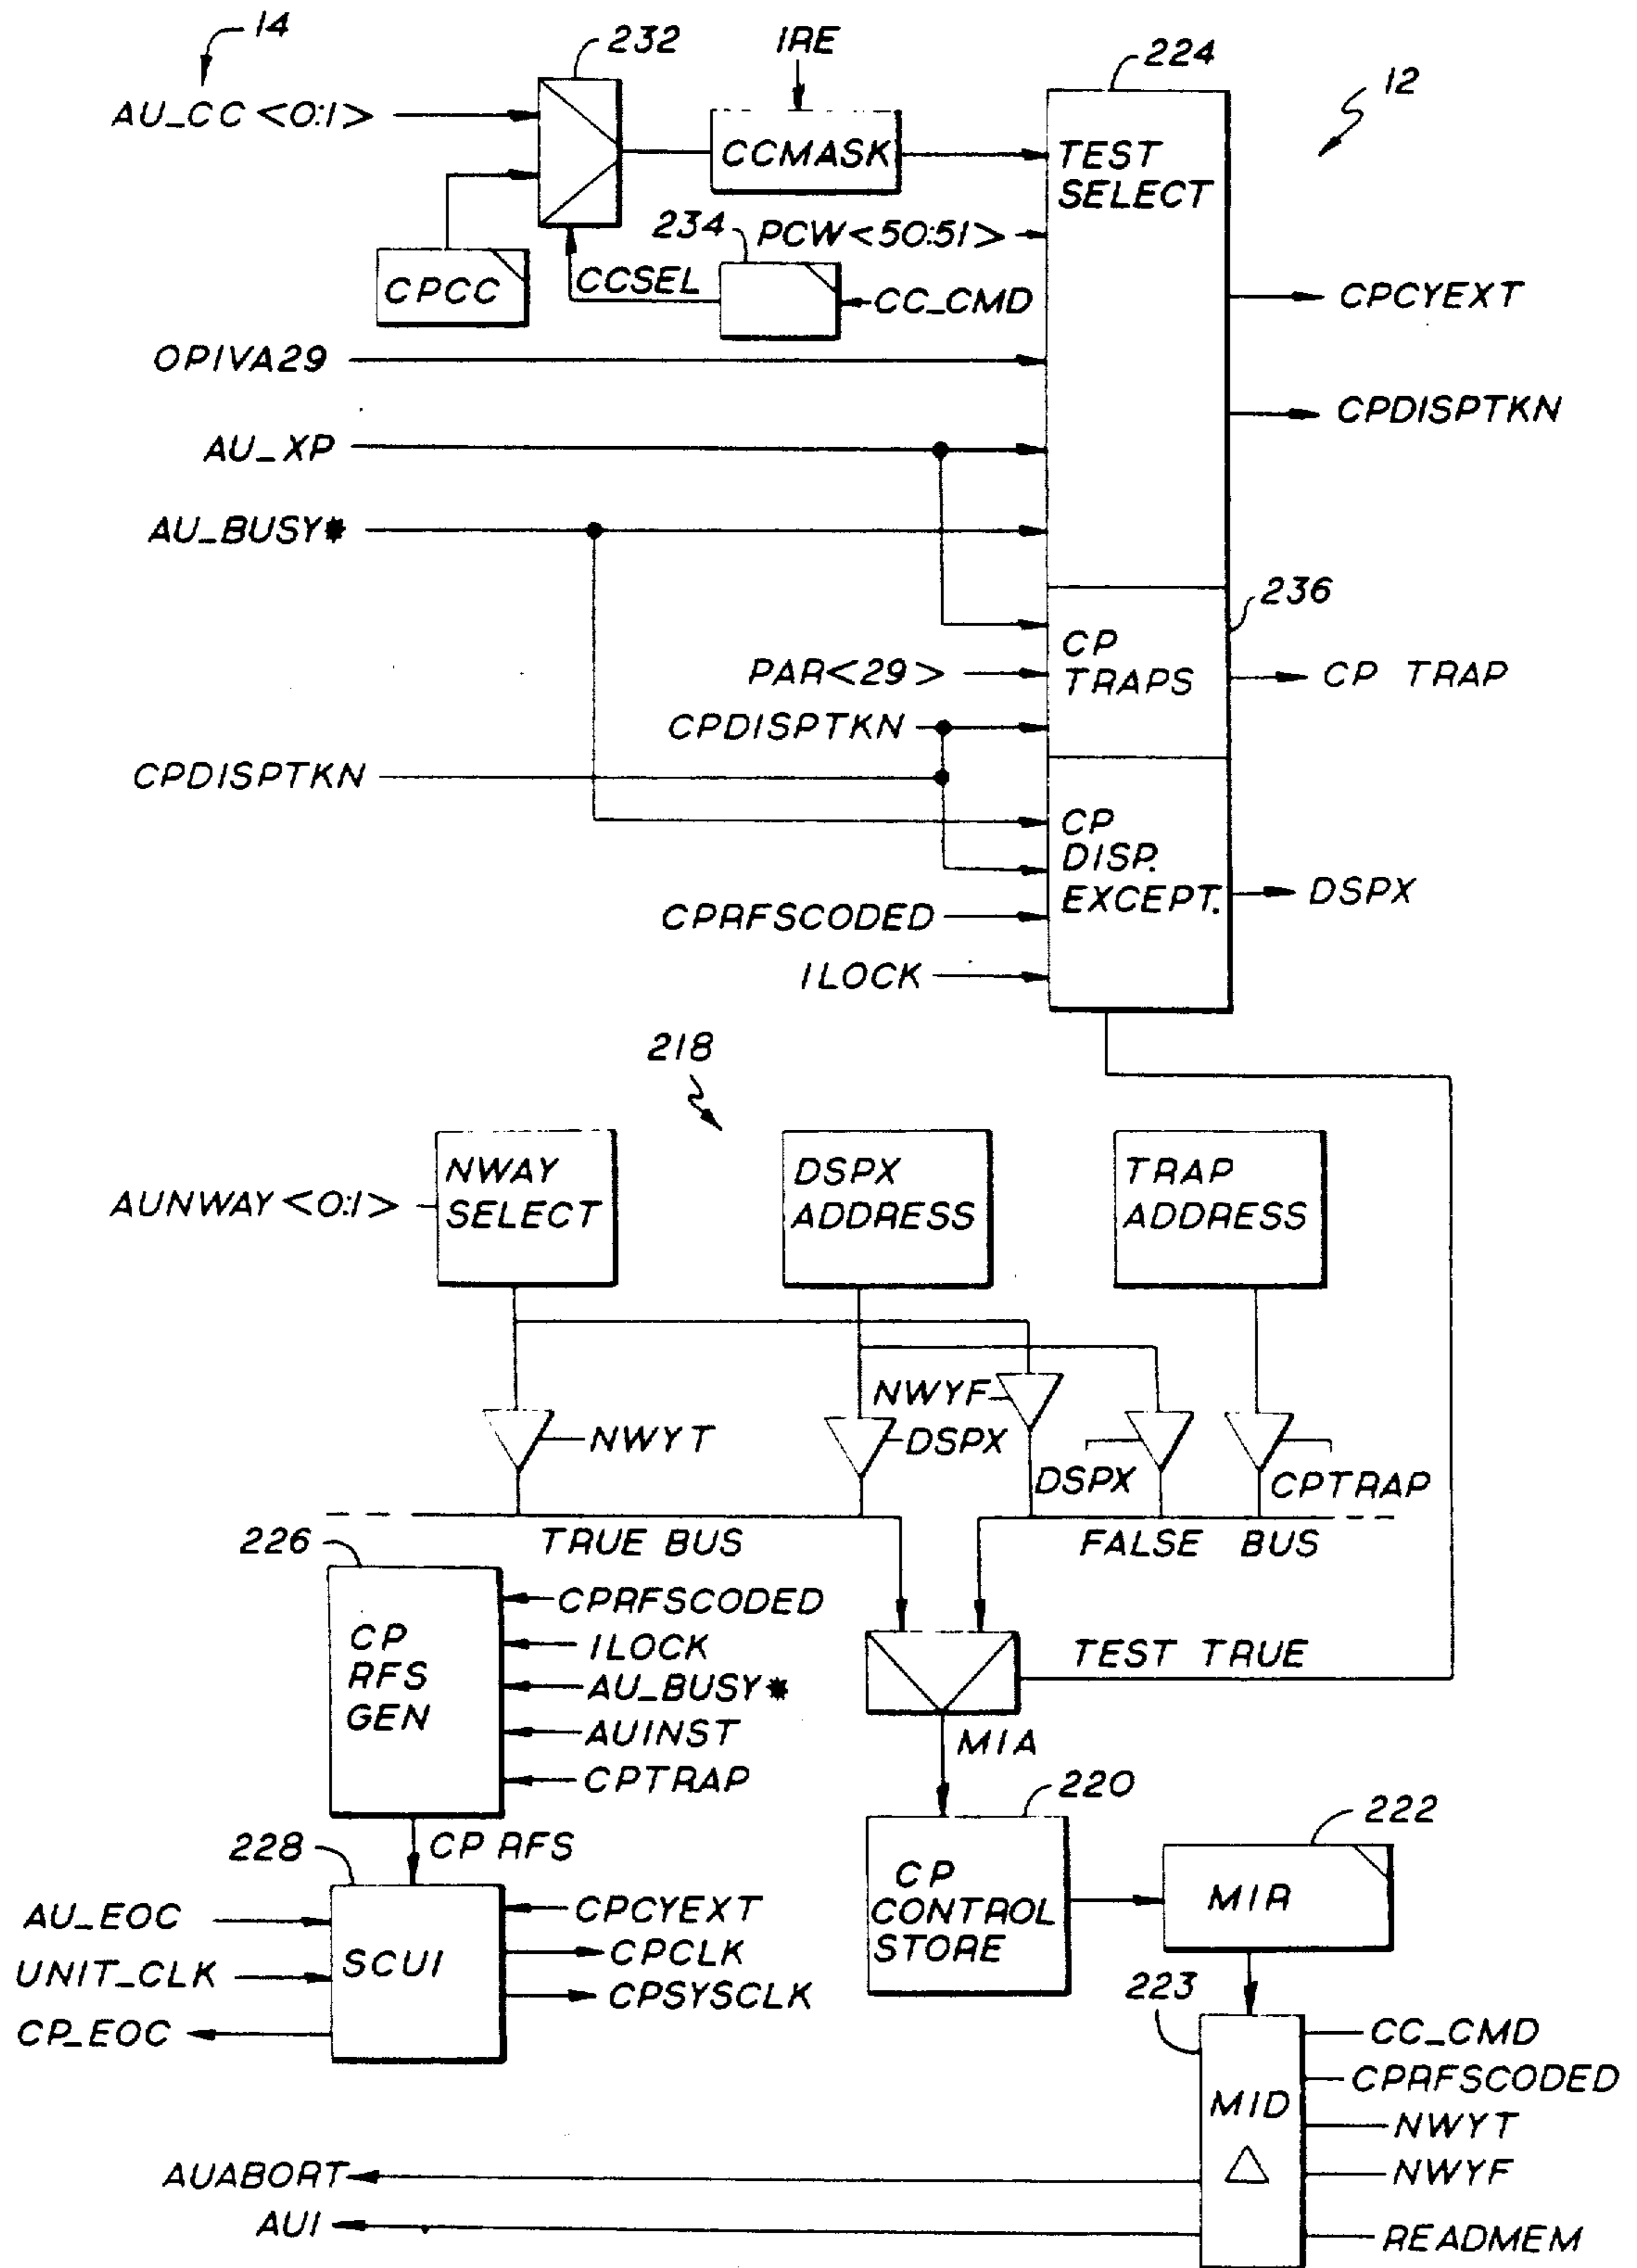 14
232
IRE
224
12
AU_CC <0:1>
CCMASK
TEST
SELECT
234
PCW<50:51>
CPCC
CCSEL
CC_CMD
CPCYEXT
OPIVA29
CPDISPTKN
AU_XP
AU_BUSY*
236
CP
TRAPS
PAR<29>
CP TRAP
CPDISPTKN
CPDISPTKN
CP
DISP.
EXCEPT.
DSPX
CPRFSCODED
ILOCK
218
NWAY
SELECT
DSPX
ADDRESS
TRAP
ADDRESS
AUNWAY<0:1>
NWYF
NWYT
DSPX
DSPX
CPTRAP
TRUE BUS
FALSE BUS
226
CP
RFS
GEN
CPRFSCODED
ILOCK
AU_BUSY*
AUINST
CPTRAP
TEST TRUE
MIA
220
222
228
CP RFS
CP
CONTROL
STORE
MIR
AU_EOC
UNIT_CLK
CP_EOC
SCUI
CPCYEXT
CPCLK
CPSYSCLK
223
MID
CC_CMD
CPRFSCODED
NWYT
NWYF
READMEM
AUABORT
AUI